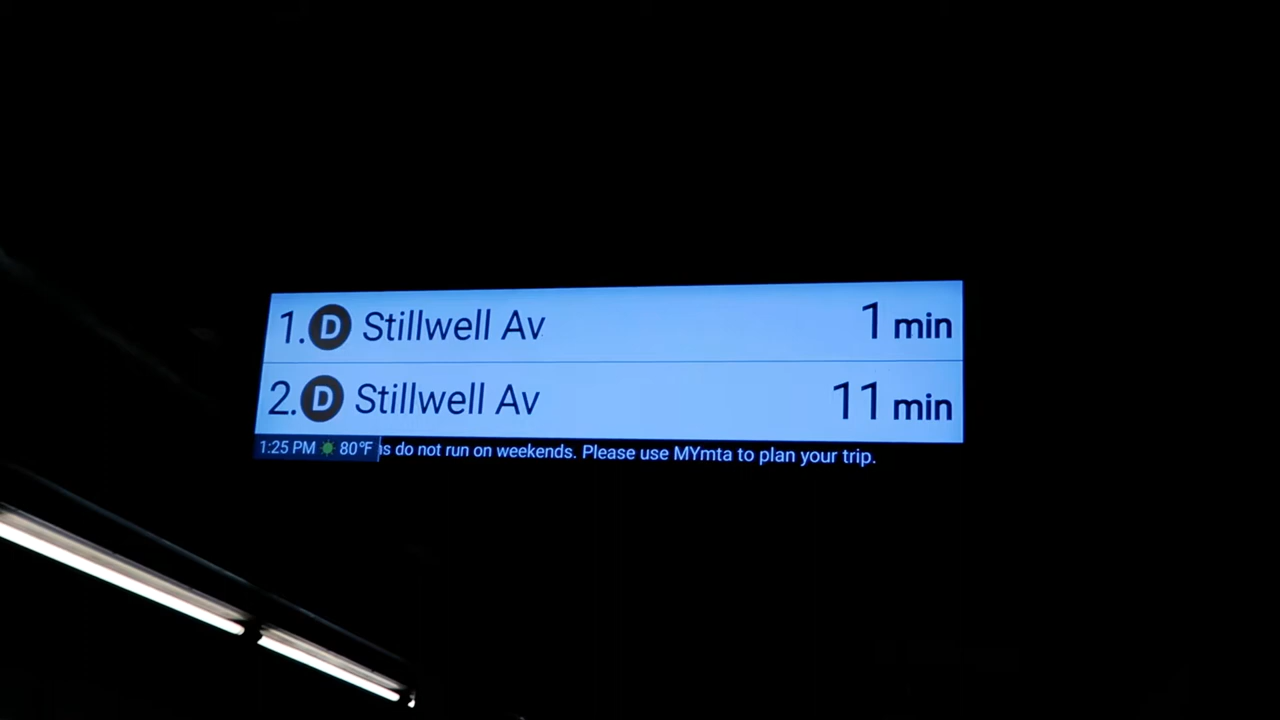 1. D Stillwell Av 1 min
2. D Stillwell Av 11 min
1:25 PM 80°F do not run on weekends. Please use MYmta to plan your trip.